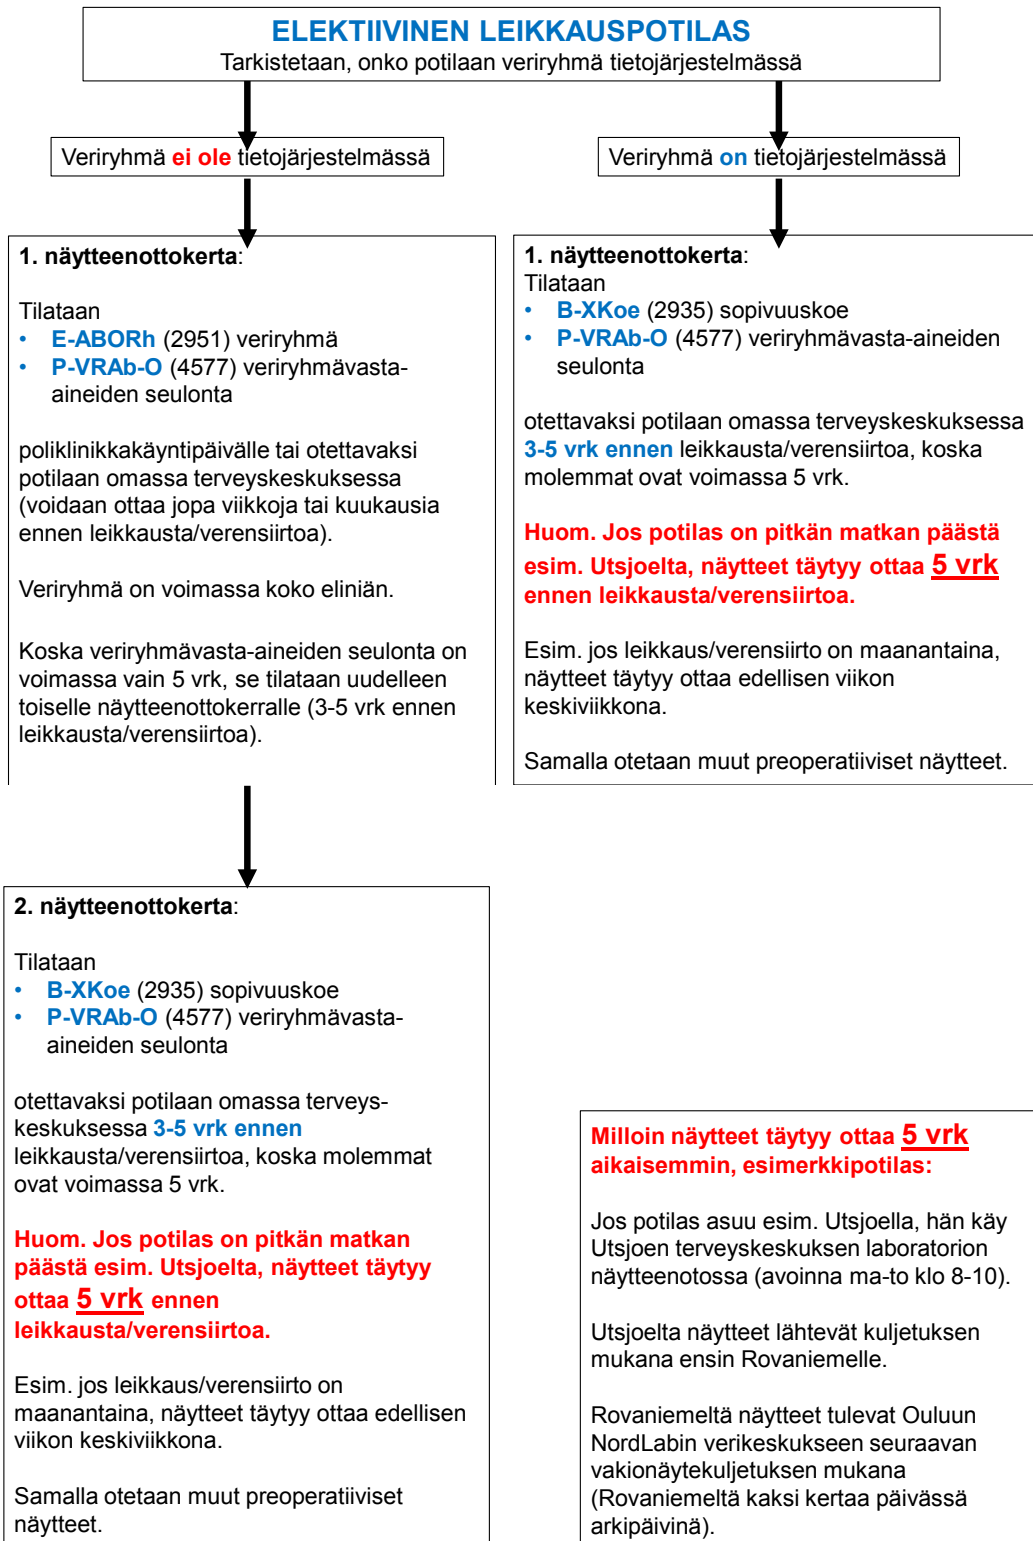 ELEKTIIVINEN LEIKKAUSPOTILAS
Tarkistetaan, onko potilaan veriryhmä tietojärjestelmässä
Veriryhmä ei ole tietojärjestelmässä
Veriryhmä on tietojärjestelmässä
1. näytteenottokerta:
Tilataan
• E-ABORh (2951) veriryhmä
• P-VRAb-O (4577) veriryhmävasta-
aineiden seulonta
poliklinikkakäyntipäivälle tai otettavaksi
potilaan omassa terveyskeskuksessa
(voidaan ottaa jopa viikkoja tai kuukausia
ennen leikkausta/verensiirtoa).
Veriryhmä on voimassa koko eliniän.
Koska veriryhmävasta-aineiden seulonta on
voimassa vain 5 vrk, se tilataan uudelleen
toiselle näytteenottokerralle (3-5 vrk ennen
leikkausta/verensiirtoa).
1. näytteenottokerta:
Tilataan
• B-XKoe (2935) sopivuuskoe
• P-VRAb-O (4577) veriryhmävasta-aineiden
seulonta
otettavaksi potilaan omassa terveyskeskuksessa
3-5 vrk ennen leikkausta/verensiirtoa, koska
molemmat ovat voimassa 5 vrk.
Huom. Jos potilas on pitkän matkan päästä
esim. Utsjoelta, näytteet täytyy ottaa 5 vrk
ennen leikkausta/verensiirtoa.
Esim. jos leikkaus/verensiirto on maanantaina,
näytteet täytyy ottaa edellisen viikon
keskiviikkona.
Samalla otetaan muut preoperatiiviset näytteet.
2. näytteenottokerta:
Tilataan
• B-XKoe (2935) sopivuuskoe
• P-VRAb-O (4577) veriryhmävasta-
aineiden seulonta
otettavaksi potilaan omassa terveys-
keskuksessa 3-5 vrk ennen
leikkausta/verensiirtoa, koska molemmat
ovat voimassa 5 vrk.
Huom. Jos potilas on pitkän matkan
päästä esim. Utsjoelta, näytteet täytyy
ottaa 5 vrk ennen
leikkausta/verensiirtoa.
Esim. jos leikkaus/verensiirto on
maanantaina, näytteet täytyy ottaa edellisen
viikon keskiviikkona.
Samalla otetaan muut preoperatiiviset
näytteet.
Milloin näytteet täytyy ottaa 5 vrk
aikaisemmin, esimerkkipotilas:
Jos potilas asuu esim. Utsjoella, hän käy
Utsjoen terveyskeskuksen laboratorion
näytteenotossa (avoinna ma-to klo 8-10).
Utsjoelta näytteet lähtevät kuljetuksen
mukana ensin Rovaniemelle.
Rovaniemeltä näytteet tulevat Ouluun
NordLabin verikeskukseen seuraavan
vakionäytekuljetuksen mukana
(Rovaniemeltä kaksi kertaa päivässä
arkipäivinä).